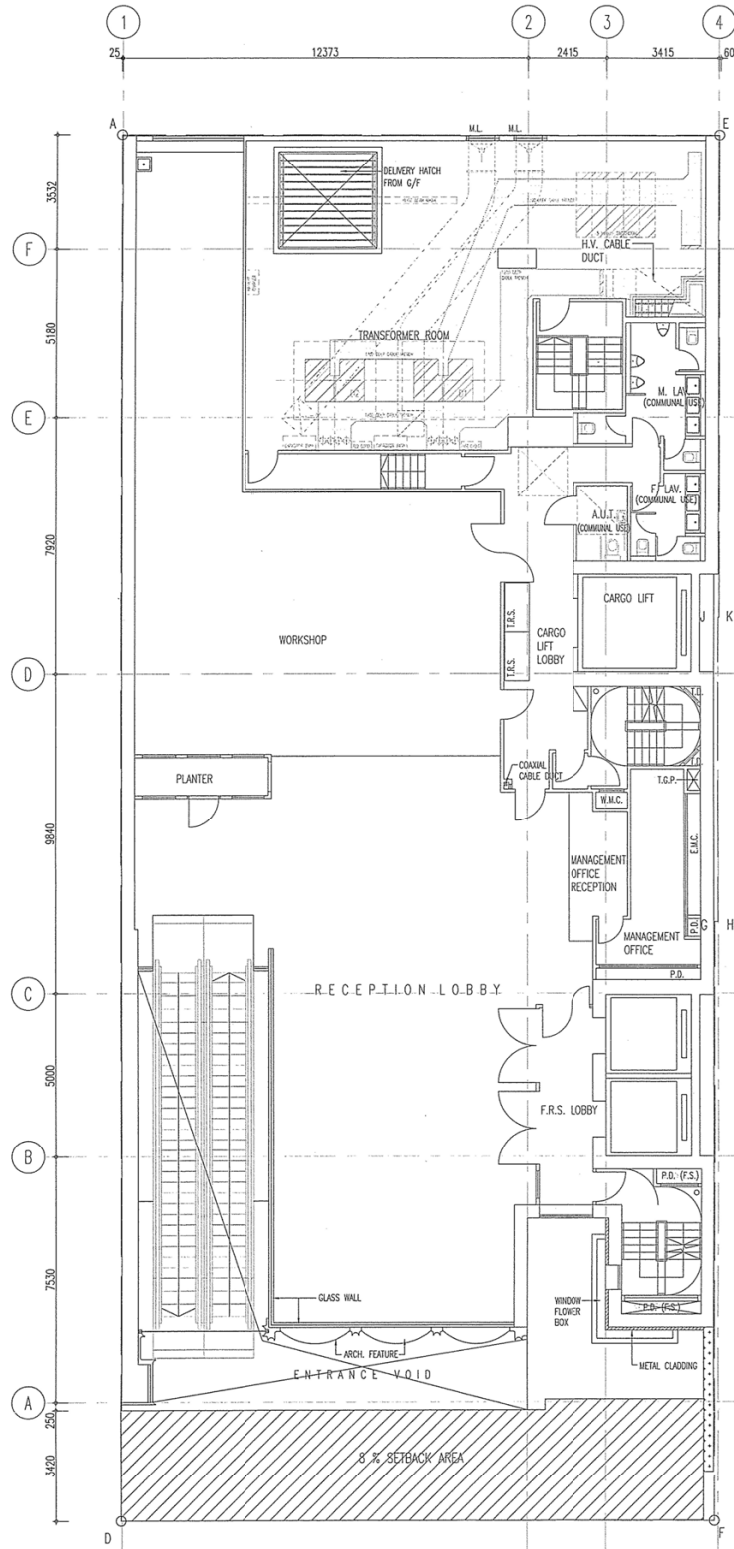 1
2
3
4
25
12373
2415
3415
60
A
M.L.
M.L.
E
DELIVERY HATCH
FROM G/F
3532
F
H.V. CABLE
DUCT
5180
TRANSFORMER ROOM
M. LAV.
(COMMUNAL USE)
E
F. LAV.
(COMMUNAL USE)
A.U.T.
(COMMUNAL USE)
7920
CARGO LIFT
T.R.S.
J
K
WORKSHOP
CARGO
LIFT
LOBBY
T.R.S.
D
T.D.
COAXIAL
CABLE DUCT
T.D.
PLANTER
T.G.P.
W.M.C.
9840
E.M.C.
MANAGEMENT
OFFICE
RECEPTION
P.D.
G
H
MANAGEMENT
OFFICE
P.D.
C
RECEPTION LOBBY
5000
F.R.S. LOBBY
B
P.D. (F.S.)
7530
GLASS WALL
WINDOW
FLOWER
BOX
P.D. (F.S.)
ARCH. FEATURE
METAL CLADDING
ENTRANCE VOID
A
250
8 % SETBACK AREA
3420
D
F